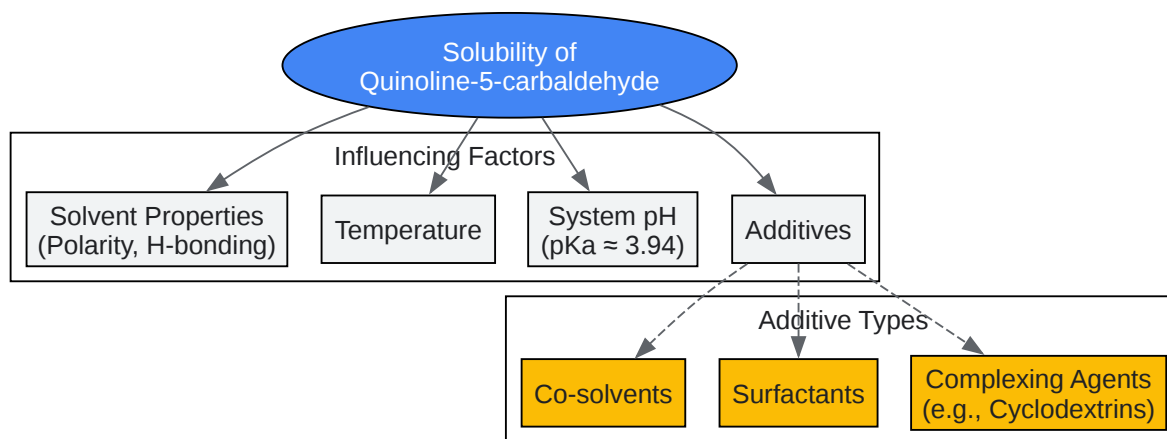 Solubility of
Quinoline-5-carbaldehyde
Influencing Factors
Solvent Properties
(Polarity, H-bonding)
Temperature
System pH
(pKa ≈ 3.94)
Additives
Additive Types
Co-solvents
Surfactants
Complexing Agents
(e.g., Cyclodextrins)